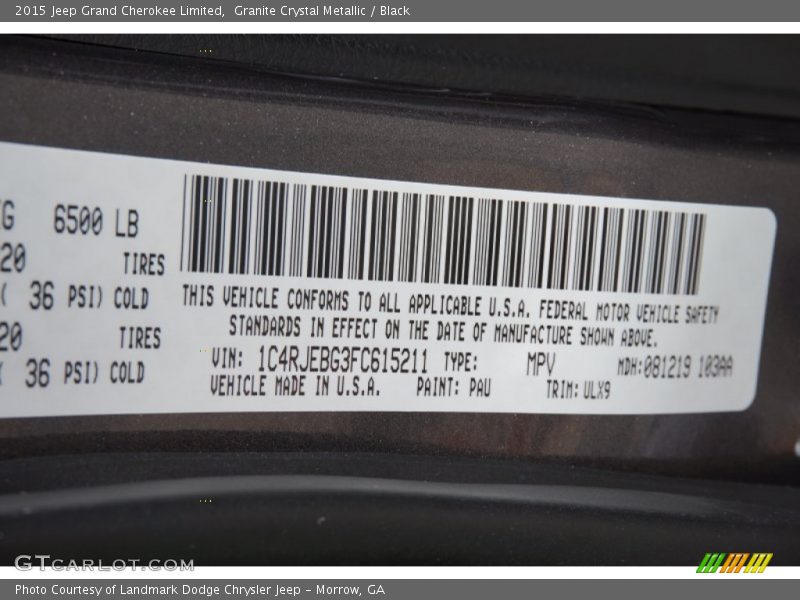 2015 Jeep Grand Cherokee Limited,  Granite Crystal Metallic / Black
G 6500 LB
20 TIRES
( 36 PSI) COLD
20 TIRES
36 PSI) COLD
THIS VEHICLE CONFORMS TO ALL APPLICABLE U.S.A. FEDERAL MOTOR VEHICLE SAFETY
STANDARDS IN EFFECT ON THE DATE OF MANUFACTURE SHOWN ABOVE.
VIN: 1C4RJEBG3FC615211 TYPE: MPV MDH:081219 103AA
VEHICLE MADE IN U.S.A. PAINT: PAU TRIM: ULX9
GTCARLOT.COM
Photo Courtesy of Landmark Dodge Chrysler Jeep – Morrow, GA